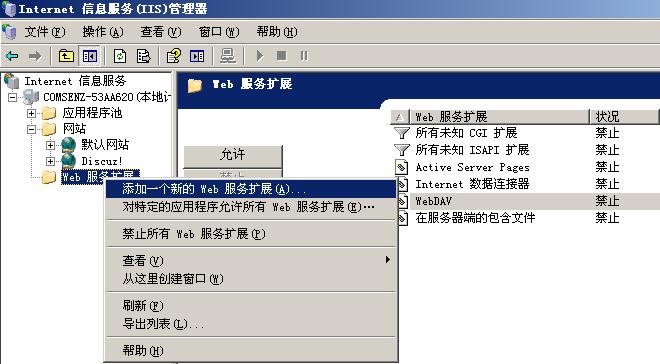 Internet 信息服务(IIS)管理器
文件(F) 操作(A) 查看(V) 窗口(W) 帮助(H)
Internet 信息服务
COMSENZ-53AA620(本地计
应用程序池
网站
默认网站
Discuz!
Web 服务扩展
Web 服务扩展
允许
禁止
Web 服务扩展 状况
所有未知 CGI 扩展 禁止
所有未知 ISAPI 扩展 禁止
Active Server Pages 禁止
Internet 数据连接器 禁止
WebDAV 禁止
在服务器端的包含文件 禁止
添加一个新的 Web 服务扩展(A)...
对特定的应用程序允许所有 Web 服务扩展(E)…
禁止所有 Web 服务扩展(P)
查看(V)
从这里创建窗口(W)
刷新(F)
导出列表(L)...
帮助(H)